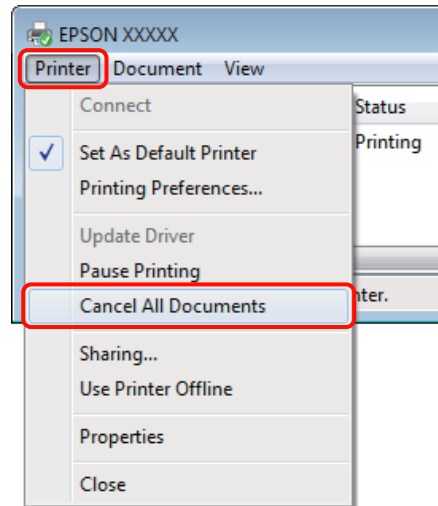 EPSON XXXXX
Printer Document View
Connect
Status
Set As Default Printer
Printing
Printing Preferences...
Update Driver
Pause Printing
Cancel All Documents
Sharing...
Use Printer Offline
Properties
Close